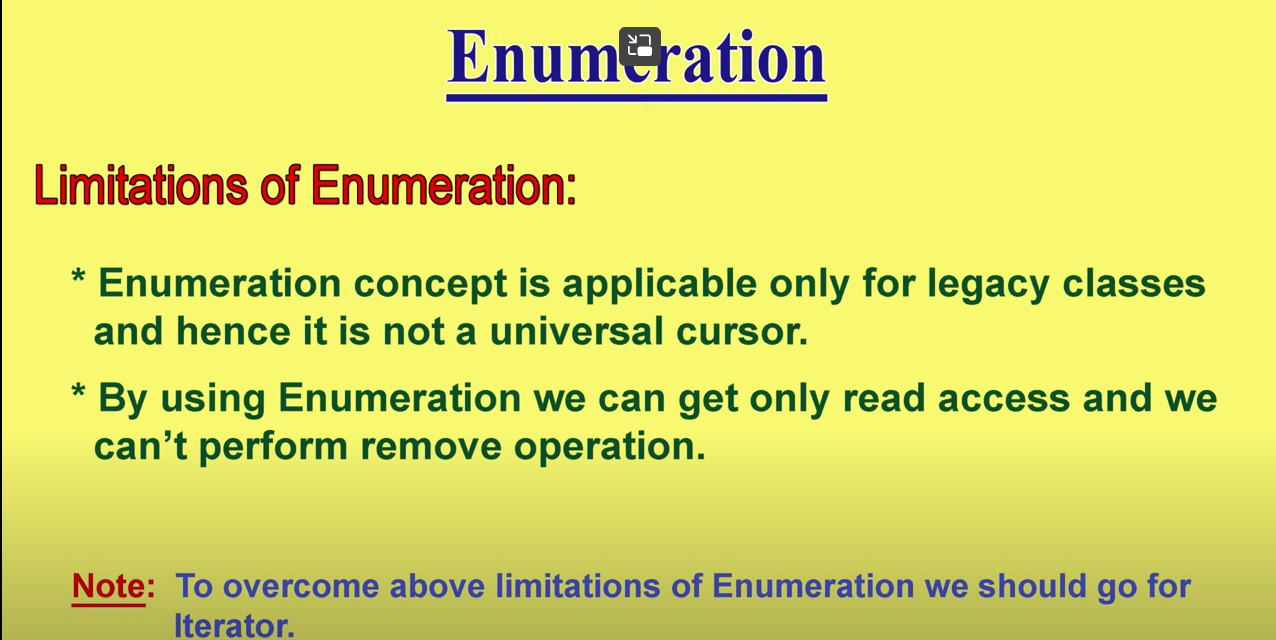 Enumeration
Limitations of Enumeration:
* Enumeration concept is applicable only for legacy classes
and hence it is not a universal cursor.
* By using Enumeration we can get only read access and we
can’t perform remove operation.
Note: To overcome above limitations of Enumeration we should go for
Iterator.